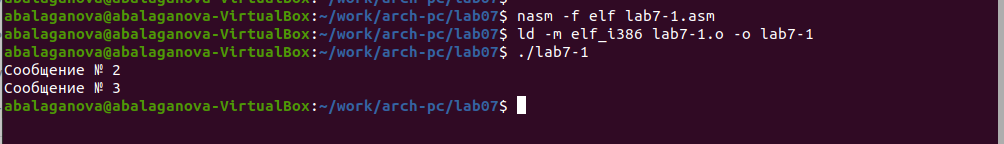 abalaganova@abalaganova-VirtualBox:~/work/arch-pc/lab07$ nasm -f elf lab7-1.asm
abalaganova@abalaganova-VirtualBox:~/work/arch-pc/lab07$ ld -m elf_i386 lab7-1.o -o lab7-1
abalaganova@abalaganova-VirtualBox:~/work/arch-pc/lab07$ ./lab7-1
Сообщение № 2
Сообщение № 3
abalaganova@abalaganova-VirtualBox:~/work/arch-pc/lab07$